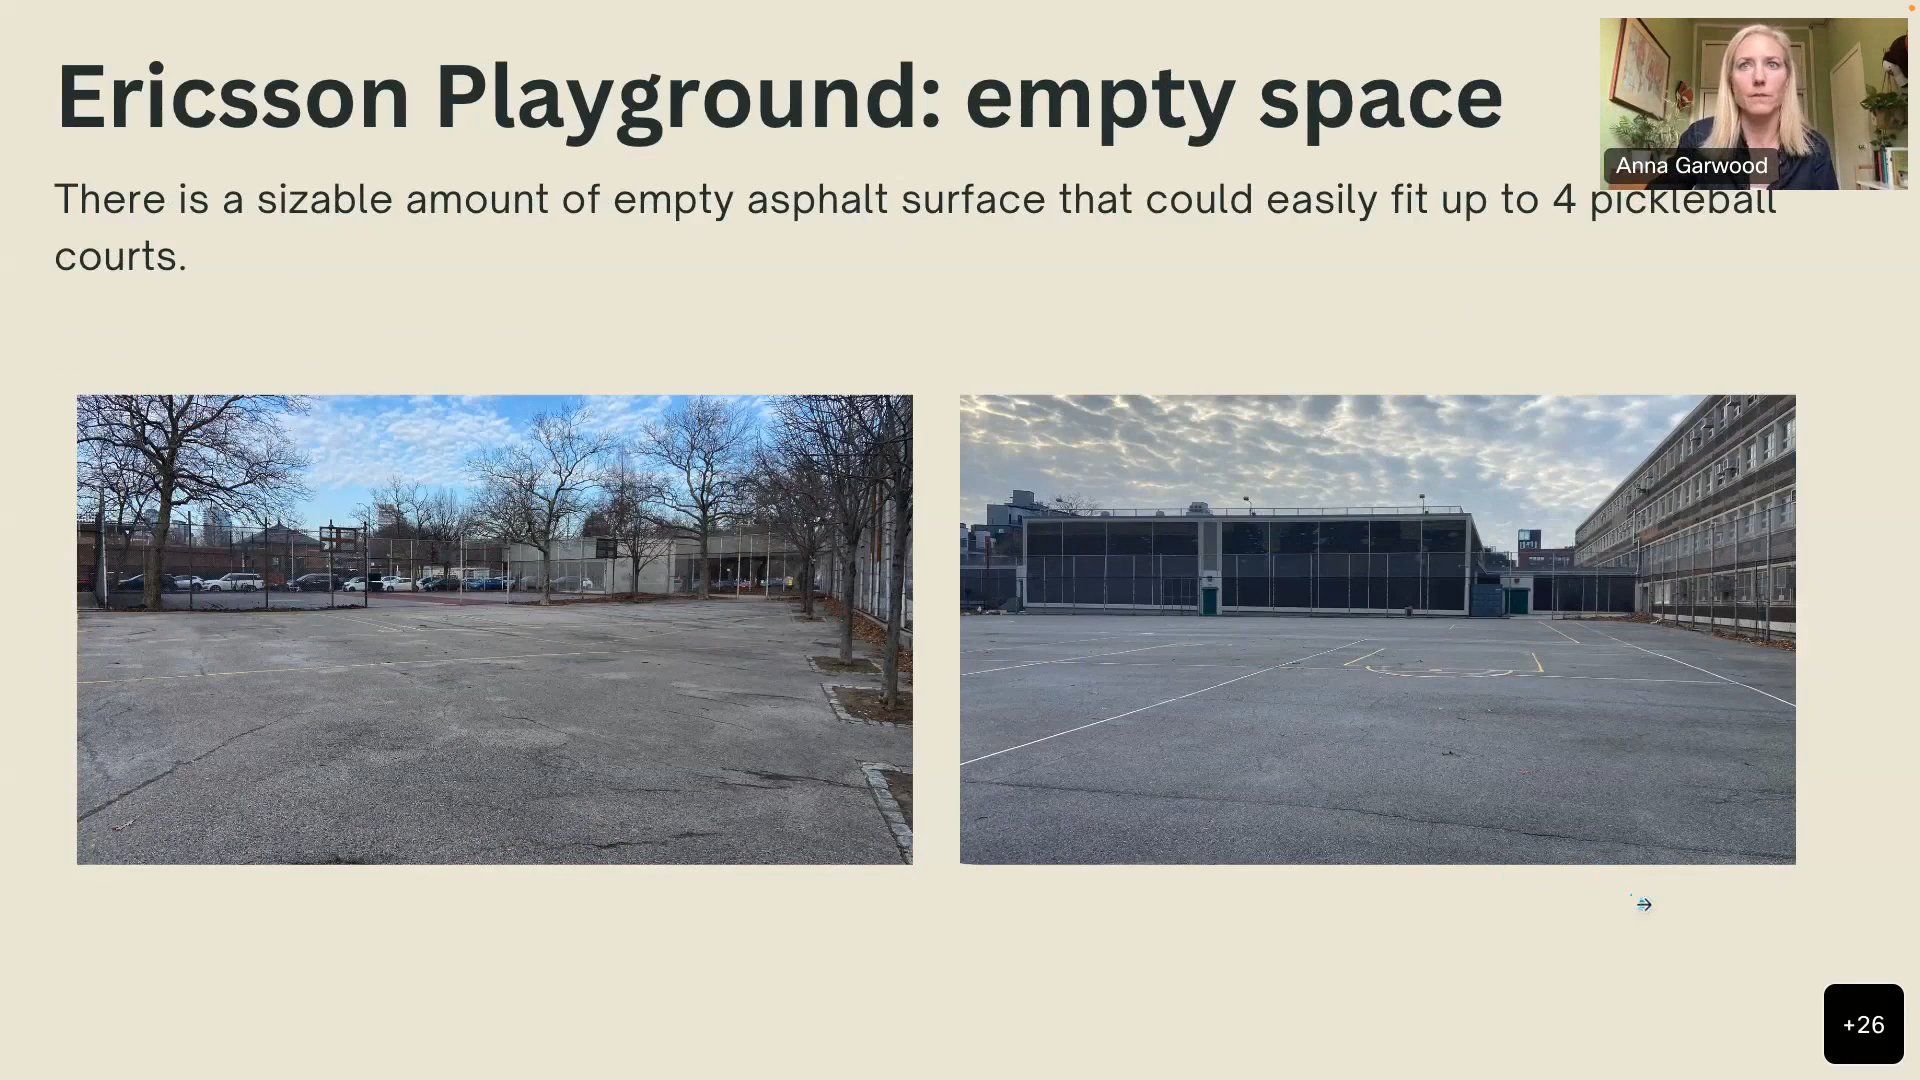 Ericsson Playground: empty space
Anna Garwood
There is a sizable amount of empty asphalt surface that could easily fit up to 4 pickleball
courts.
+26